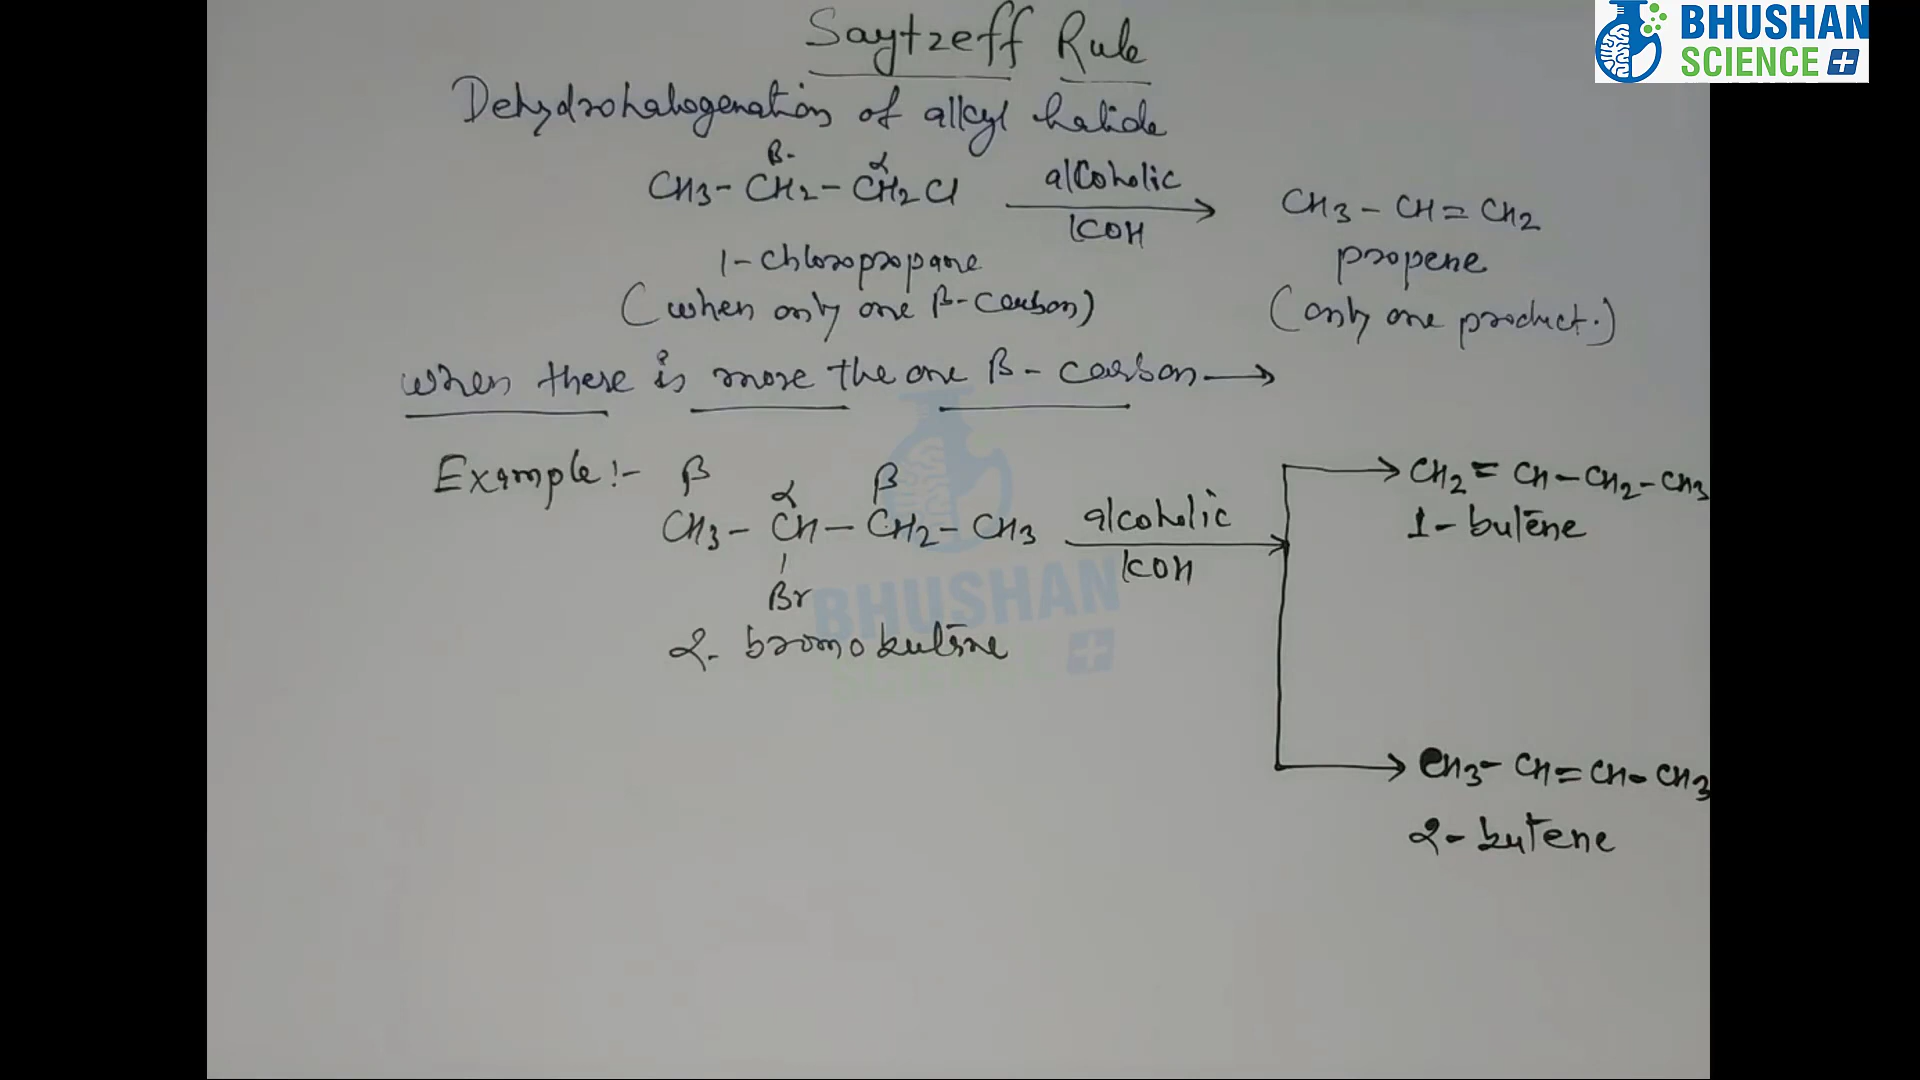 BHUSHAN
SCIENCE +
Saytzeff Rule
Dehydrohalogenation of alkyl halide
β- α
CH3 - CH2 - CH2Cl alcoholic KOH → CH3 - CH = CH2
1-chloropropane propene
(when only one β-carbon) (only one product.)
when there is more the one β-carbon →
Example:- β α β
CH3 - CH - CH2 - CH3 alcoholic KOH → CH2 = CH - CH2 - CH3
Br 1-butene
2-bromobutene
CH3 - CH = CH - CH3
2-butene
BHUSHAN
SCIENCE +